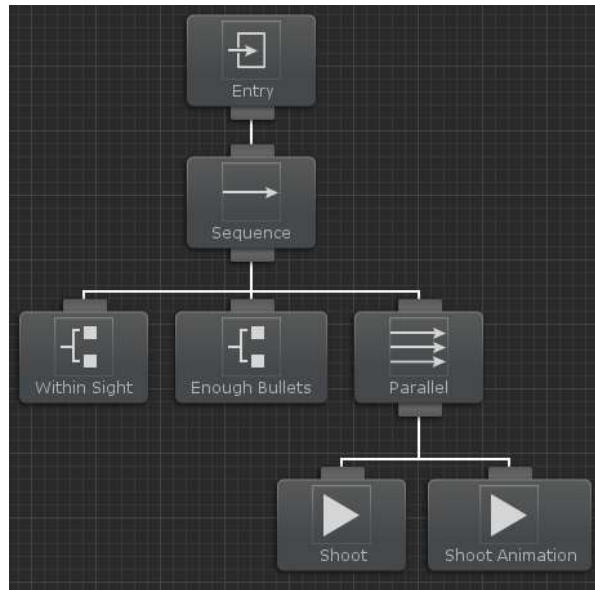 Entry
Sequence
Within Sight
Enough Bullets
Parallel
Shoot
Shoot Animation